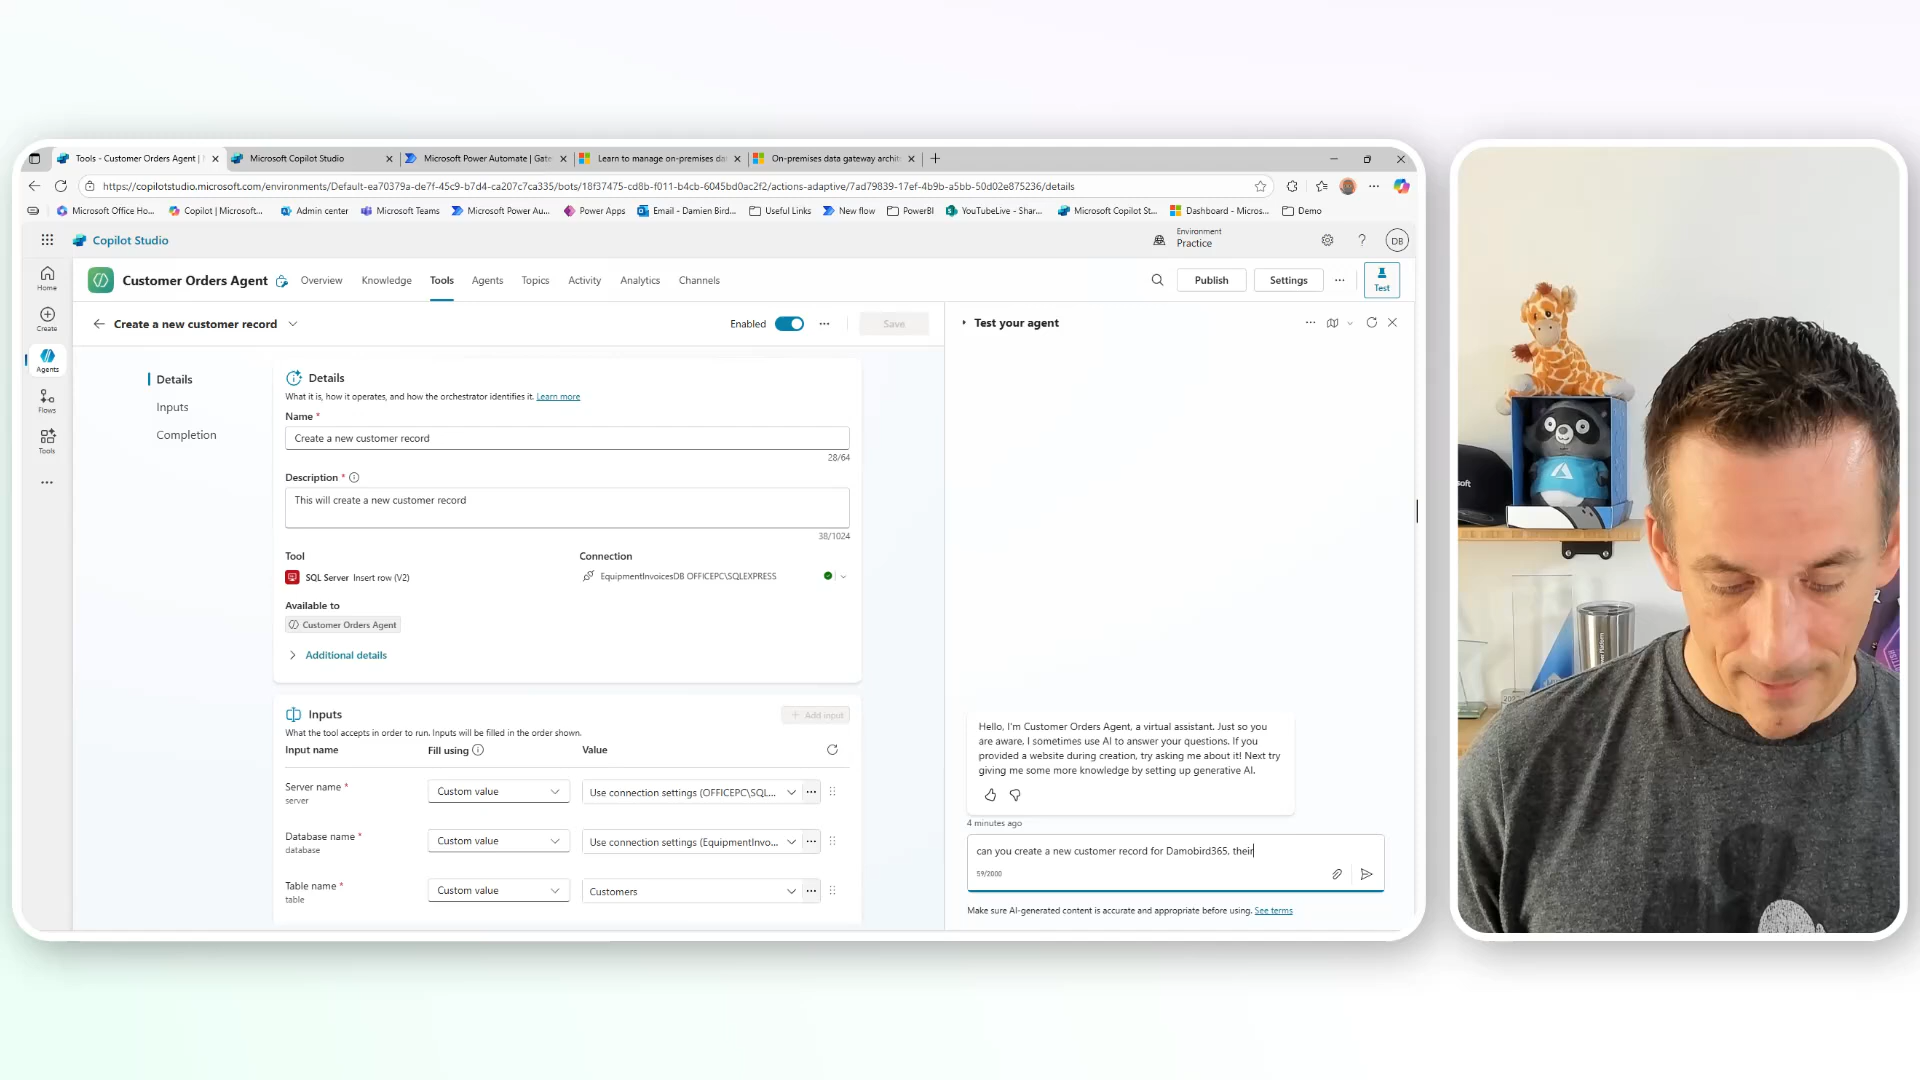 Tools - Customer Orders Agent |
Microsoft Copilot Studio
Microsoft Power Automate | Gate
Learn to manage on-premises da
On-premises data gateway archit
https://copilotstudio.microsoft.com/environments/Default-ea70379a-de7f-45c9-b7d4-ca207c7ca335/bots/18f37475-cd8b-f011-b4cb-6045bd0ac2f2/actions-adaptive/7ad79839-17ef-4b9b-a5bb-50d02e875236/details
Microsoft Office Ho...
Copilot | Microsoft...
Admin center
Microsoft Teams
Microsoft Power Au...
Power Apps
Email - Damien Bird...
Useful Links
New flow
PowerBI
YouTubeLive - Shar...
Microsoft Copilot St...
Dashboard - Micros...
Demo
Copilot Studio
Environment
Practice
?
DB
Home
Create
Agents
Flows
Tools
Customer Orders Agent
Overview
Knowledge
Tools
Agents
Topics
Activity
Analytics
Channels
Publish
Settings
Test
Create a new customer record
Enabled
Save
Details
Inputs
Completion
Details
What it is, how it operates, and how the orchestrator identifies it. Learn more
Name *
Create a new customer record
28/64
Description *
This will create a new customer record
38/1024
Tool
Connection
SQL Server Insert row (V2)
EquipmentInvoicesDB OFFICEPC\SQLEXPRESS
Available to
Customer Orders Agent
Additional details
Inputs
Add input
What the tool accepts in order to run. Inputs will be filled in the order shown.
Input name
Fill using
Value
Server name *
server
Custom value
Use connection settings (OFFICEPC\SQL...
Database name *
database
Custom value
Use connection settings (EquipmentInvo...
Table name *
table
Custom value
Customers
Test your agent
Hello, I'm Customer Orders Agent, a virtual assistant. Just so you
are aware, I sometimes use AI to answer your questions. If you
provided a website during creation, try asking me about it! Next try
giving me some more knowledge by setting up generative AI.
4 minutes ago
can you create a new customer record for Damobird365, their
59/2000
Make sure AI-generated content is accurate and appropriate before using. See terms
soft